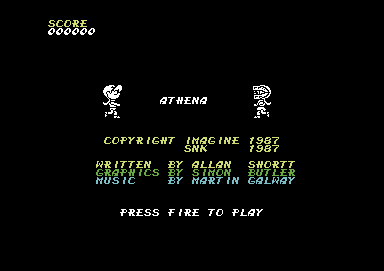 SCORE
000000
ATHENA
COPYRIGHT IMAGINE 1987
SNK 1987
WRITTEN BY ALLAN SHORTT
GRAPHICS BY SIMON BUTLER
MUSIC BY MARTIN GALWAY
PRESS FIRE TO PLAY